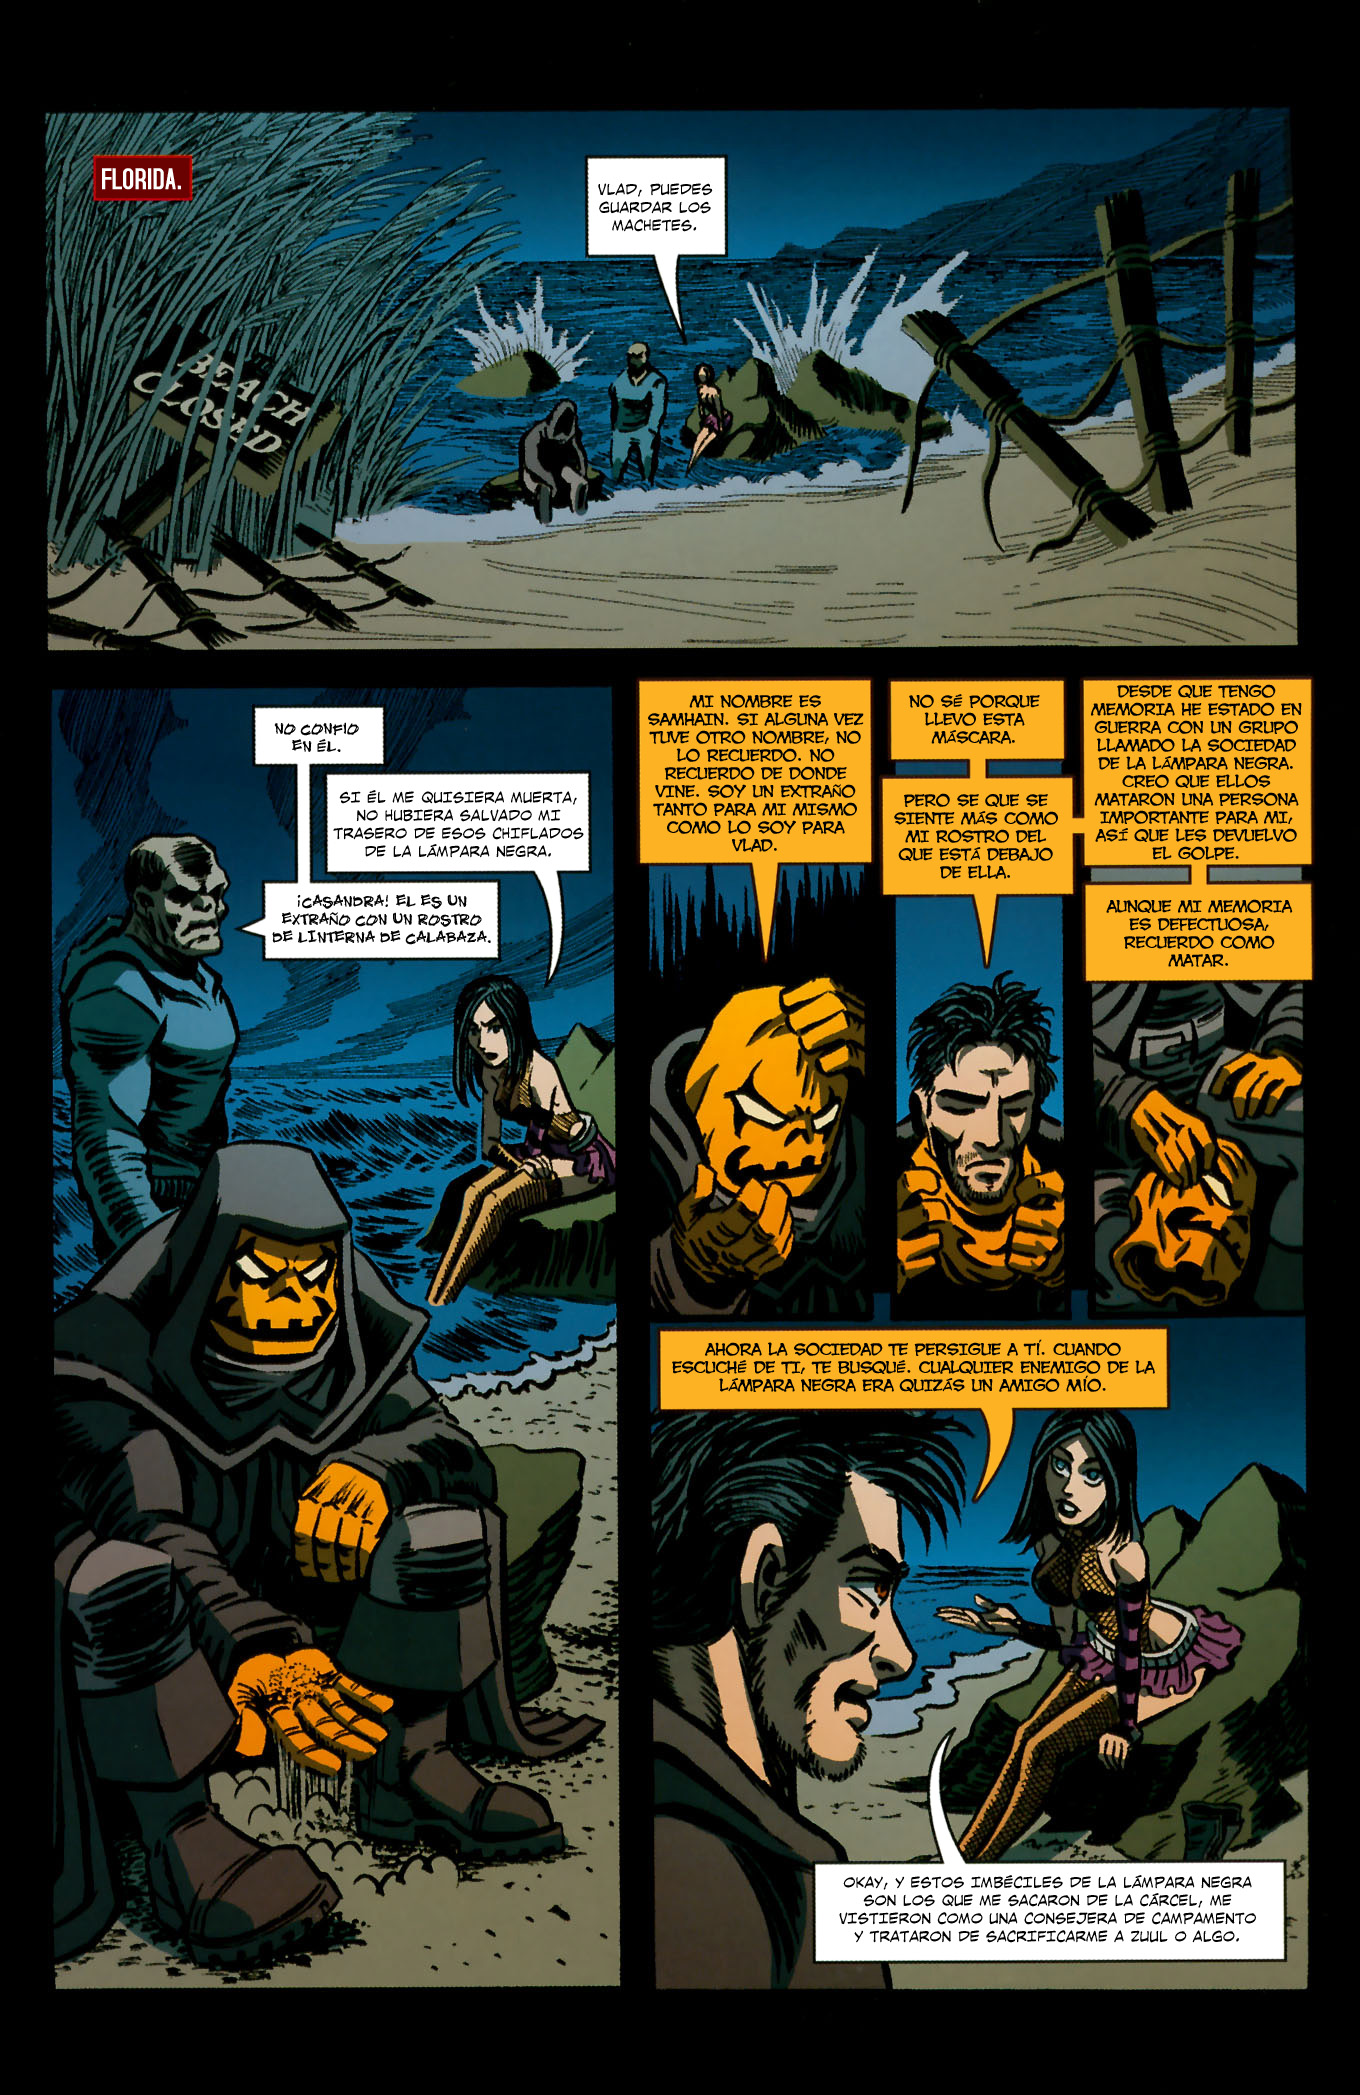 FLORIDA.
VLAD, PUEDES
GUARDAR LOS
MACHETES.
BEACH
CLOSED
NO CONFIO
EN ÉL.
SI ÉL ME QUISIERA MUERTA,
NO HUBIERA SALVADO MI
TRASERO DE ESOS CHIFLADOS
DE LA LÁMPARA NEGRA.
¡CASANDRA! EL ES UN
EXTRAÑO CON UN ROSTRO
DE LINTERNA DE CALABAZA.
MI NOMBRE ES
SAMHAIN. SI ALGUNA VEZ
TUVE OTRO NOMBRE, NO
LO RECUERDO. NO
RECUERDO DE DONDE
VINE. SOY UN EXTRAÑO
TANTO PARA MI MISMO
COMO LO SOY PARA
VLAD.
NO SÉ PORQUE
LLEVO ESTA
MÁSCARA.
PERO SE QUE SE
SIENTE MÁS COMO
MI ROSTRO DEL
QUE ESTÁ DEBAJO
DE ELLA.
DESDE QUE TENGO
MEMORIA HE ESTADO EN
GUERRA CON UN GRUPO
LLAMADO LA SOCIEDAD
DE LA LÁMPARA NEGRA.
CREO QUE ELLOS
MATARON UNA PERSONA
IMPORTANTE PARA MI,
ASÍ QUE LES DEVUELVO
EL GOLPE.
AUNQUE MI MEMORIA
ES DEFECTUOSA,
RECUERDO COMO
MATAR.
AHORA LA SOCIEDAD TE PERSIGUE A TÍ. CUANDO
ESCUCHÉ DE TI, TE BUSQUÉ. CUALQUIER ENEMIGO DE LA
LÁMPARA NEGRA ERA QUIZÁS UN AMIGO MÍO.
OKAY, Y ESTOS IMBÉCILES DE LA LÁMPARA NEGRA
SON LOS QUE ME SACARON DE LA CÁRCEL, ME
VISTIERON COMO UNA CONSEJERA DE CAMPAMENTO
Y TRATARON DE SACRIFICARME A ZUUL O ALGO.